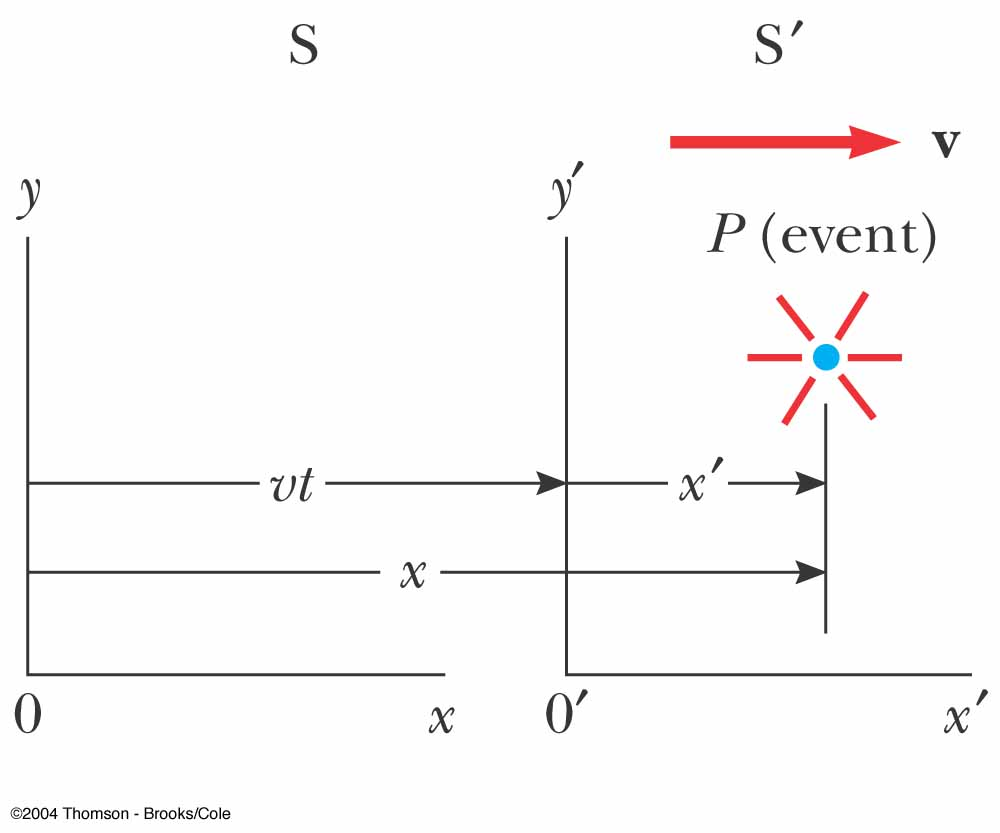 S S′
v
y y′
P (event)
vt x′
x
0 x 0′ x′
©2004 Thomson - Brooks/Cole